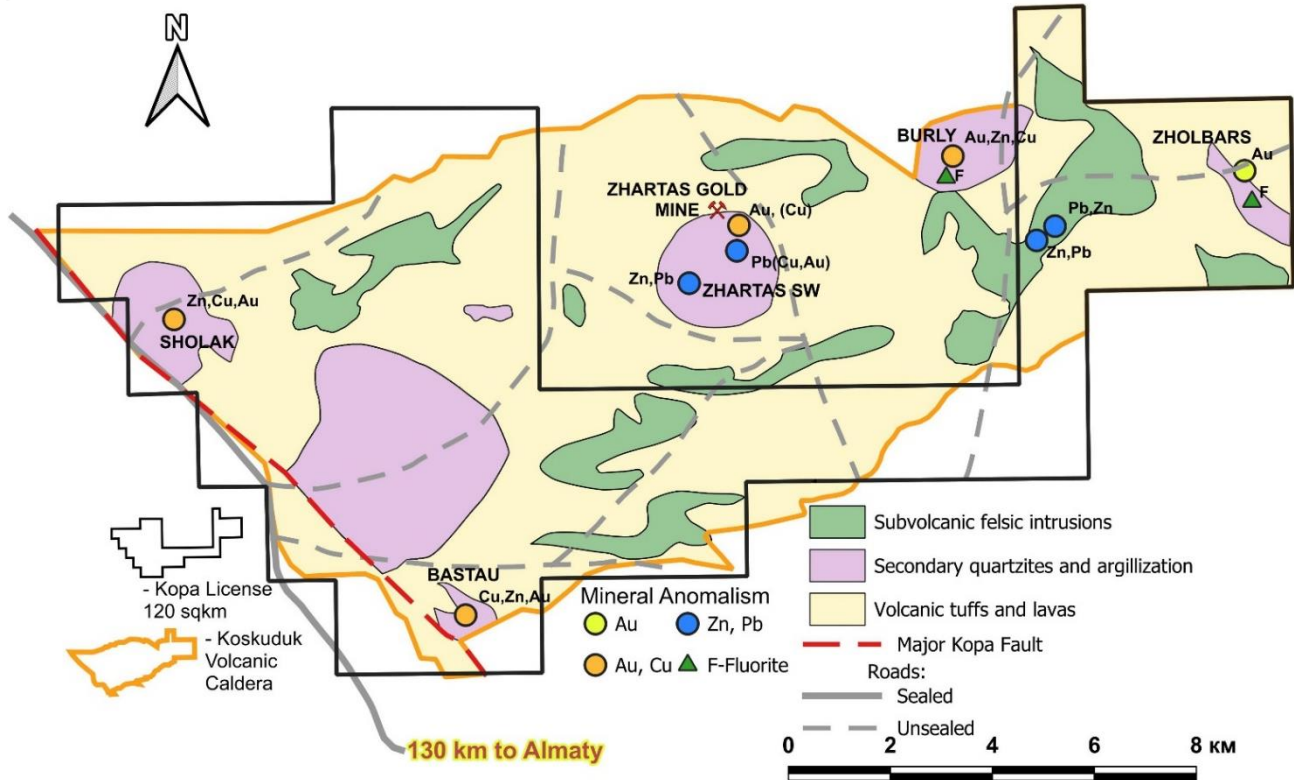 N
BURLY
Au,Zn,Cu
F
ZHOLBARS
Au
F
ZHARTAS GOLD
MINE
Au, (Cu)
Pb(Cu,Au)
Zn,Pb
ZHARTAS SW
Pb,Zn
Zn,Pb
Zn,Cu,Au
SHOLAK
BASTAU
Cu,Zn,Au
- Kopa License
120 sqkm
- Koskuduk
Volcanic
Caldera
Mineral Anomalism
Au
Zn, Pb
Au, Cu
F-Fluorite
Subvolcanic felsic intrusions
Secondary quartzites and argillization
Volcanic tuffs and lavas
Major Kopa Fault
Roads:
Sealed
Unsealed
130 km to Almaty
0 2 4 6 8 км